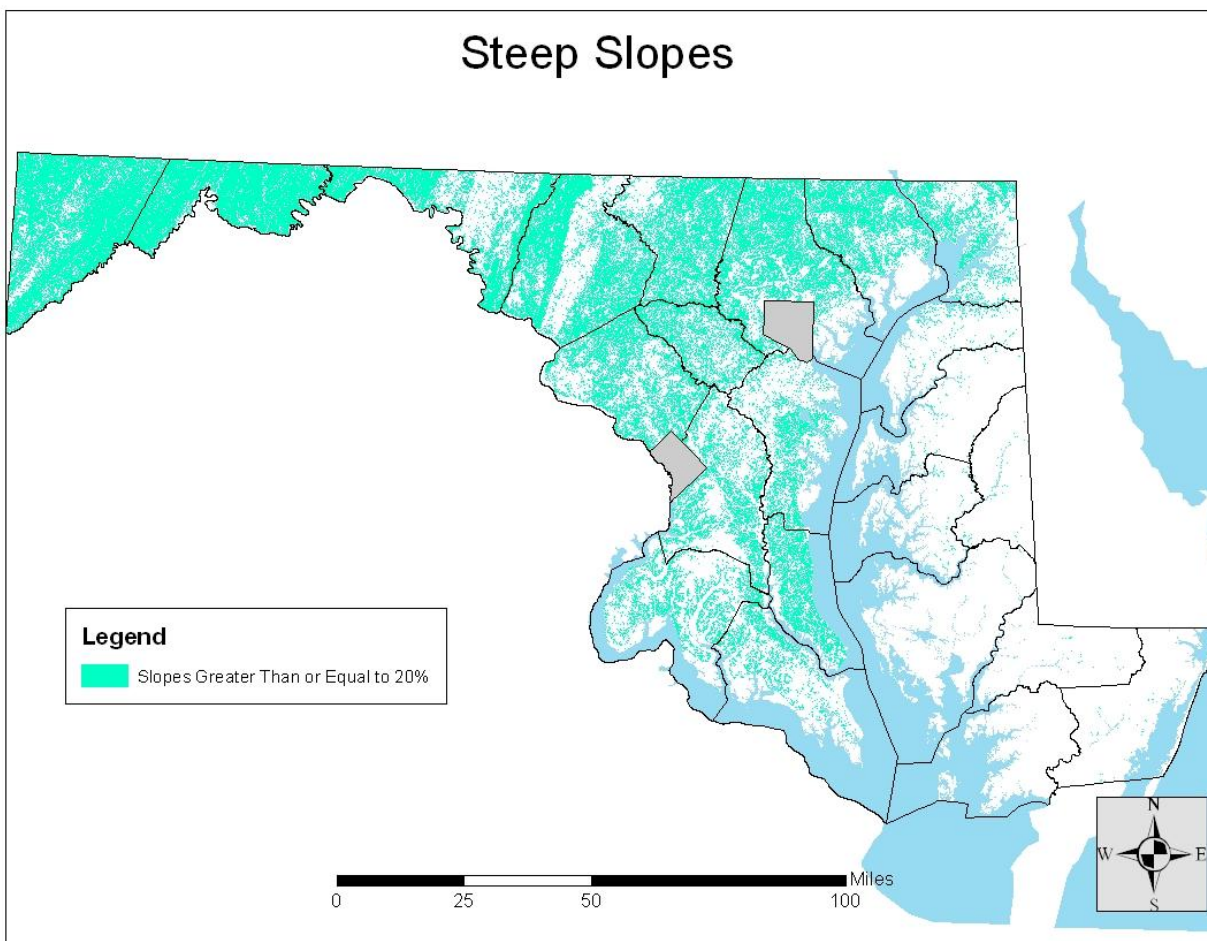 Steep Slopes
Legend
Slopes Greater Than or Equal to 20%
Miles
0 25 50 100
N
W E
S